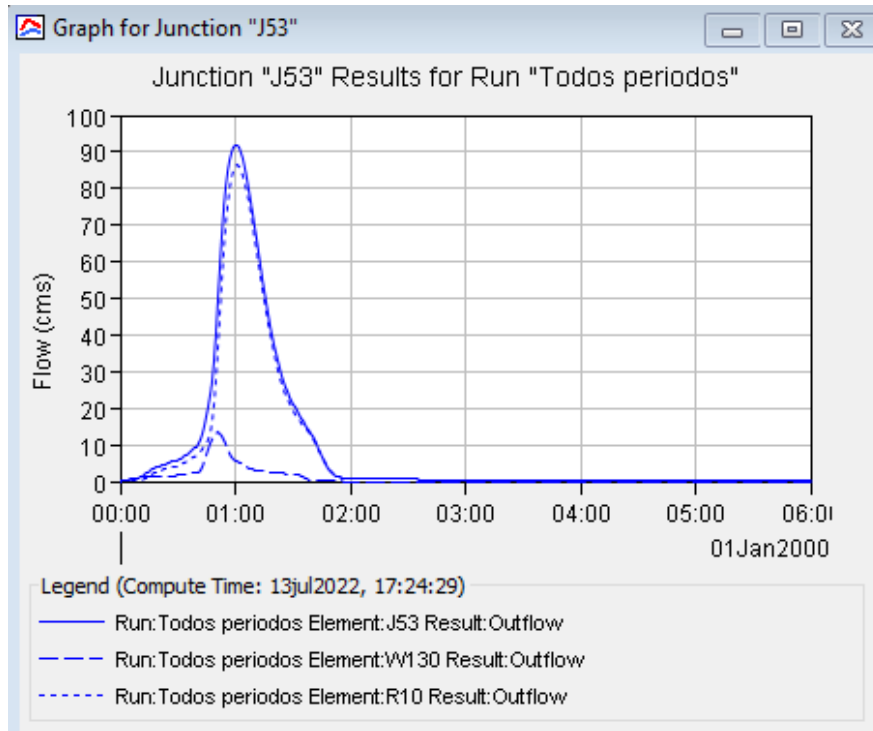 Graph for Junction "J53"
Junction "J53" Results for Run "Todos periodos"
Flow (cms)
100
90
80
70
60
50
40
30
20
10
0
00:00 01:00 02:00 03:00 04:00 05:00 06:0
01Jan2000
Legend (Compute Time: 13jul2022, 17:24:29)
Run:Todos periodos Element:J53 Result:Outflow
Run:Todos periodos Element:W130 Result:Outflow
Run:Todos periodos Element:R10 Result:Outflow